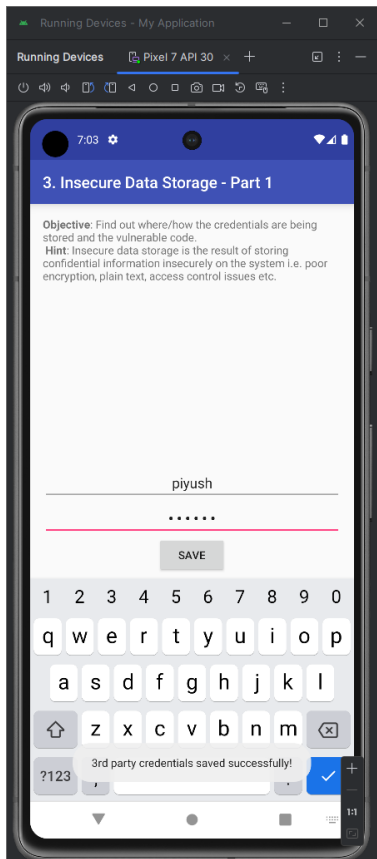 Running Devices - My Application
Running Devices
Pixel 7 API 30
7:03
3. Insecure Data Storage - Part 1
Objective: Find out where/how the credentials are being
stored and the vulnerable code.
Hint: Insecure data storage is the result of storing
confidential information insecurely on the system i.e. poor
encryption, plain text, access control issues etc.
piyush
••••••
SAVE
1 2 3 4 5 6 7 8 9 0
q w e r t y u i o p
a s d f g h j k l
z x c v b n m
3rd party credentials saved successfully!
?123 , .
1:1